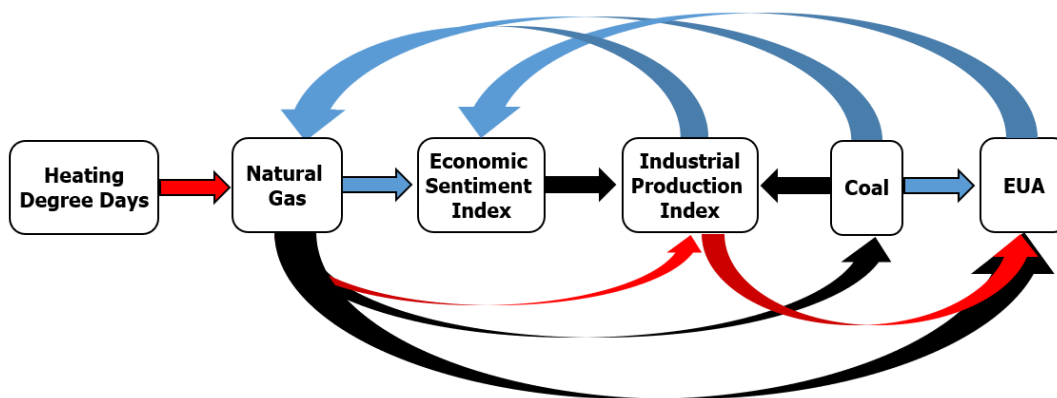 Heating
Degree Days
Natural
Gas
Economic
Sentiment
Index
Industrial
Production
Index
Coal
EUA